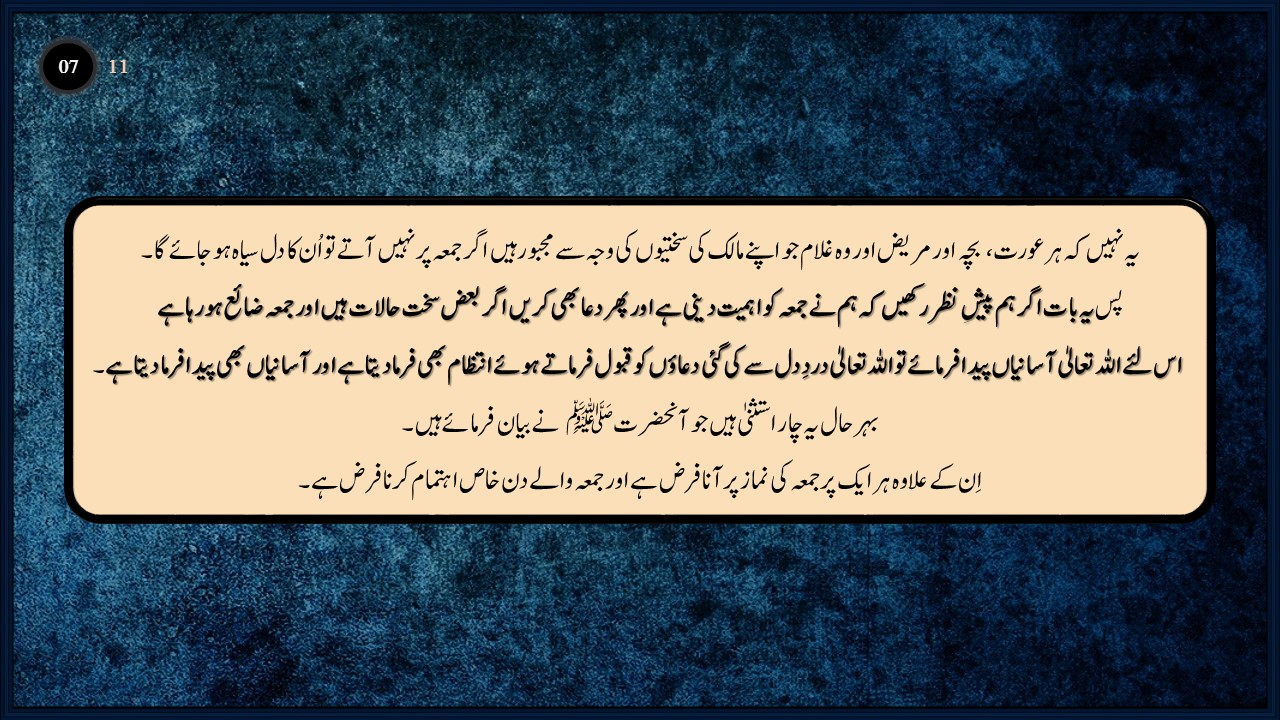 07 11
یہ نہیں کہ ہر عورت، بچہ اور مریض اور وہ غلام جو اپنے مالک کی سختیوں کی وجہ سے مجبور ہیں اگر جمعہ پر نہیں آتے تو اُن کا دل سیاہ ہو جائے گا۔
پس یہ بات اگر ہم پیشِ نظر رکھیں کہ ہم نے جمعہ کو اہمیت دینی ہے اور پھر دعا بھی کریں اگر بعض سخت حالات ہیں اور جمعہ ضائع ہو رہا ہے
اس لئے اللہ تعالیٰ آسانیاں پیدا فرمائے تو اللہ تعالیٰ دردِ دل سے کی گئی دعاؤں کو قبول فرماتے ہوئے انتظام بھی فرما دیتا ہے اور آسانیاں بھی پیدا فرما دیتا ہے۔
بہر حال یہ چار استثنیٰ ہیں جو آنحضرت ﷺ نے بیان فرمائے ہیں۔
اِن کے علاوہ ہر ایک پر جمعہ کی نماز پر آنا فرض ہے اور جمعہ والے دن خاص اہتمام کرنا فرض ہے۔